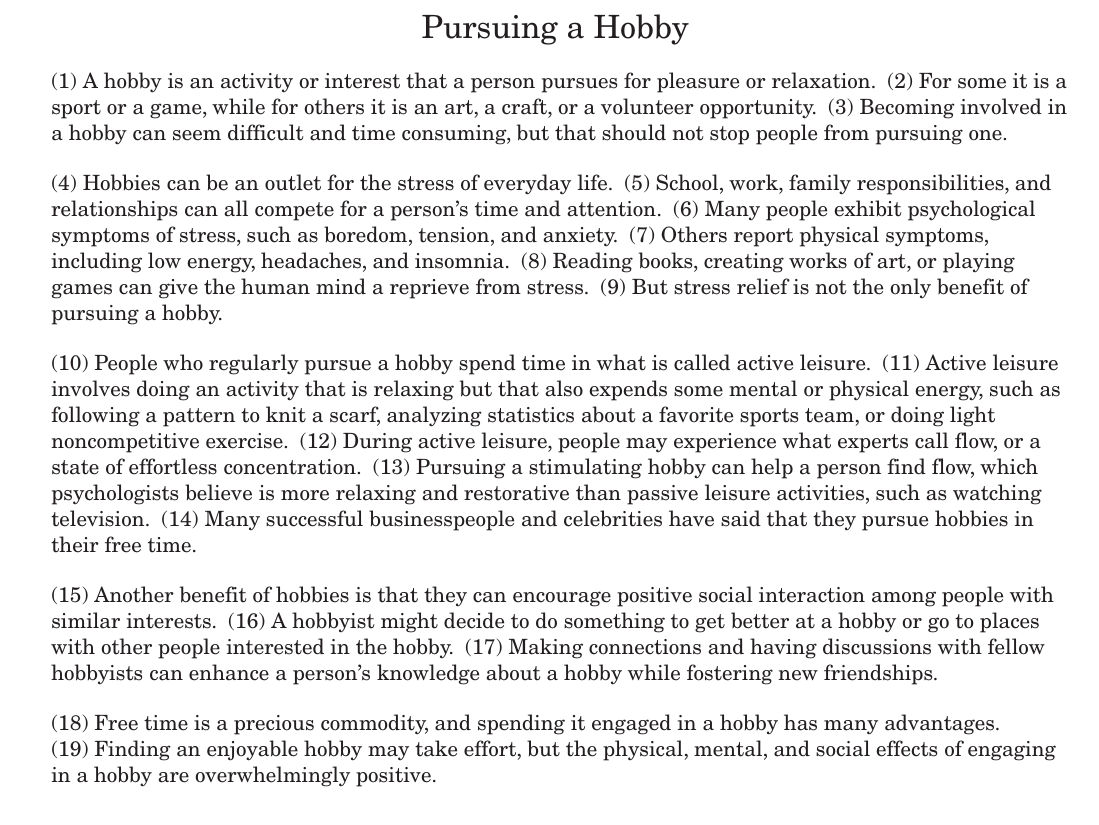 Pursuing a Hobby
(1) A hobby is an activity or interest that a person pursues for pleasure or relaxation. (2) For some it is a
sport or a game, while for others it is an art, a craft, or a volunteer opportunity. (3) Becoming involved in
a hobby can seem difficult and time consuming, but that should not stop people from pursuing one.
(4) Hobbies can be an outlet for the stress of everyday life. (5) School, work, family responsibilities, and
relationships can all compete for a person's time and attention. (6) Many people exhibit psychological
symptoms of stress, such as boredom, tension, and anxiety. (7) Others report physical symptoms,
including low energy, headaches, and insomnia. (8) Reading books, creating works of art, or playing
games can give the human mind a reprieve from stress. (9) But stress relief is not the only benefit of
pursuing a hobby.
(10) People who regularly pursue a hobby spend time in what is called active leisure. (11) Active leisure
involves doing an activity that is relaxing but that also expends some mental or physical energy, such as
following a pattern to knit a scarf, analyzing statistics about a favorite sports team, or doing light
noncompetitive exercise. (12) During active leisure, people may experience what experts call flow, or a
state of effortless concentration. (13) Pursuing a stimulating hobby can help a person find flow, which
psychologists believe is more relaxing and restorative than passive leisure activities, such as watching
television. (14) Many successful businesspeople and celebrities have said that they pursue hobbies in
their free time.
(15) Another benefit of hobbies is that they can encourage positive social interaction among people with
similar interests. (16) A hobbyist might decide to do something to get better at a hobby or go to places
with other people interested in the hobby. (17) Making connections and having discussions with fellow
hobbyists can enhance a person's knowledge about a hobby while fostering new friendships.
(18) Free time is a precious commodity, and spending it engaged in a hobby has many advantages.
(19) Finding an enjoyable hobby may take effort, but the physical, mental, and social effects of engaging
in a hobby are overwhelmingly positive.